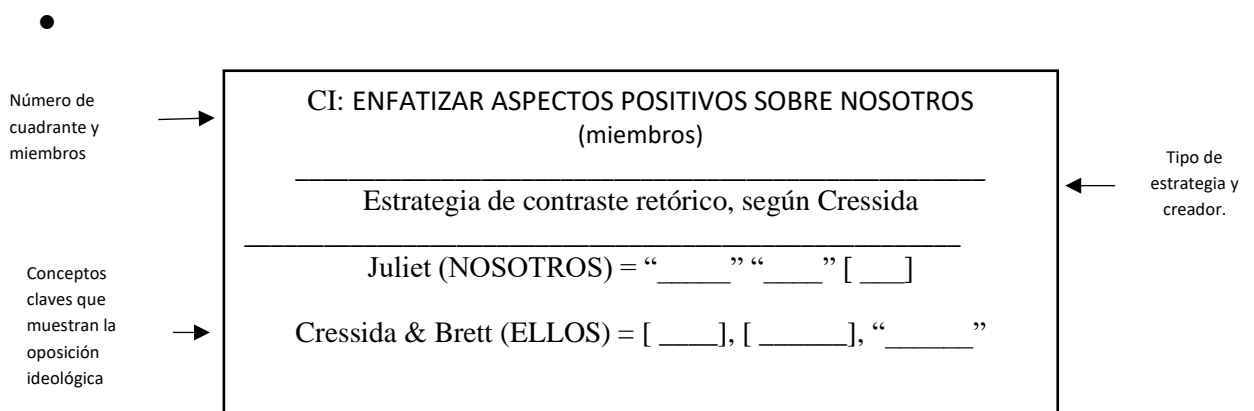 ●
Número de
cuadrante y
miembros
CI: ENFATIZAR ASPECTOS POSITIVOS SOBRE NOSOTROS
(miembros)
Estrategia de contraste retórico, según Cressida
Tipo de
estrategia y
creador.
Juliet (NOSOTROS) = “_____” “____” [ ___]
Cressida & Brett (ELLOS) = [ ____], [ ______], “______”
Conceptos
claves que
muestran la
oposición
ideológica